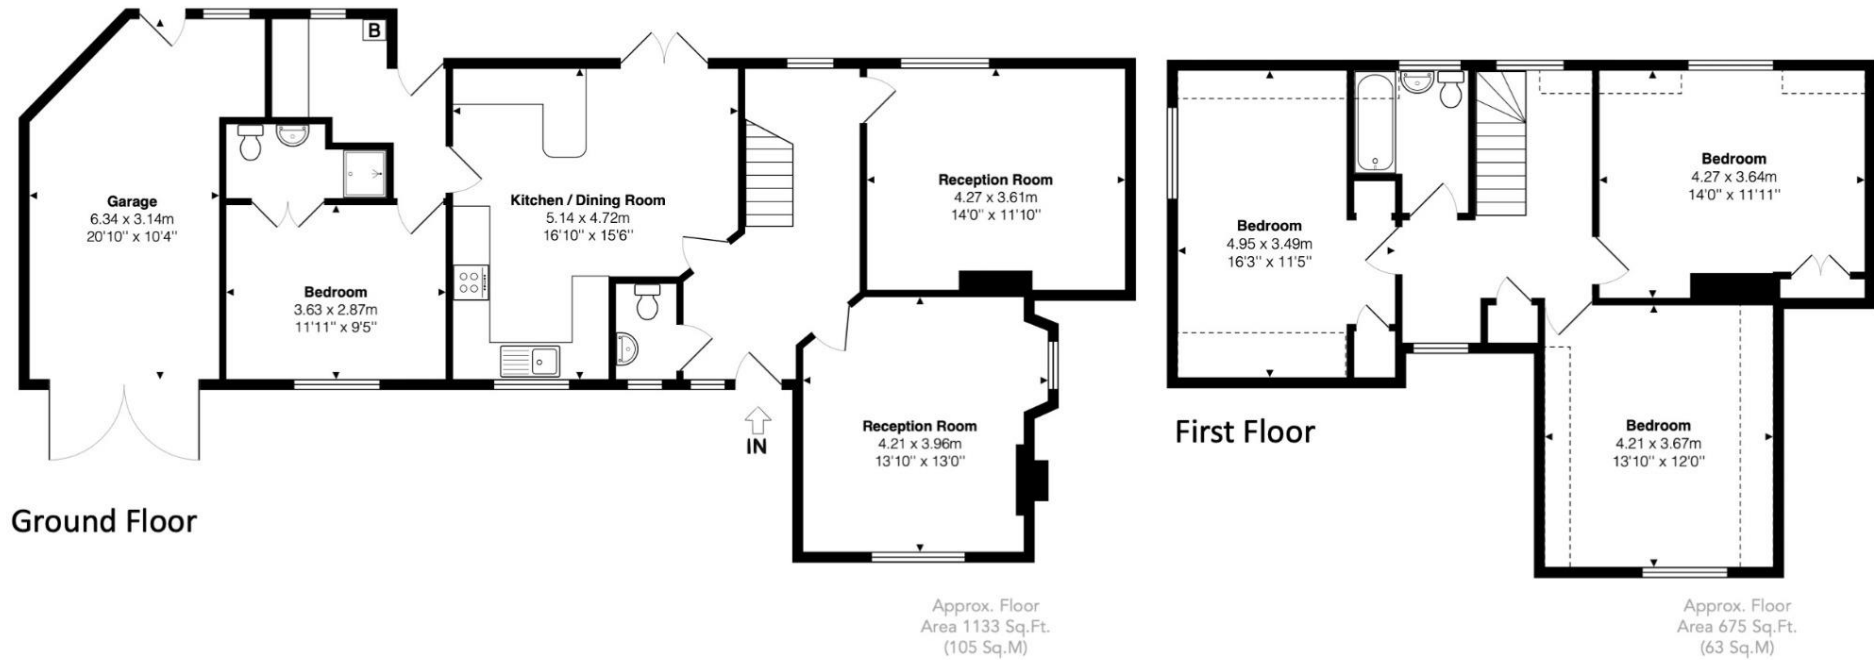 B
Garage
6.34 x 3.14m
20'10" x 10'4"
Bedroom
3.63 x 2.87m
11'11" x 9'5"
Kitchen / Dining Room
5.14 x 4.72m
16'10" x 15'6"
Reception Room
4.27 x 3.61m
14'0" x 11'10"
Reception Room
4.21 x 3.96m
13'10" x 13'0"
IN
Ground Floor
Approx. Floor
Area 1133 Sq.Ft.
(105 Sq.M)
Bedroom
4.95 x 3.49m
16'3" x 11'5"
Bedroom
4.27 x 3.64m
14'0" x 11'11"
Bedroom
4.21 x 3.67m
13'10" x 12'0"
First Floor
Approx. Floor
Area 675 Sq.Ft.
(63 Sq.M)